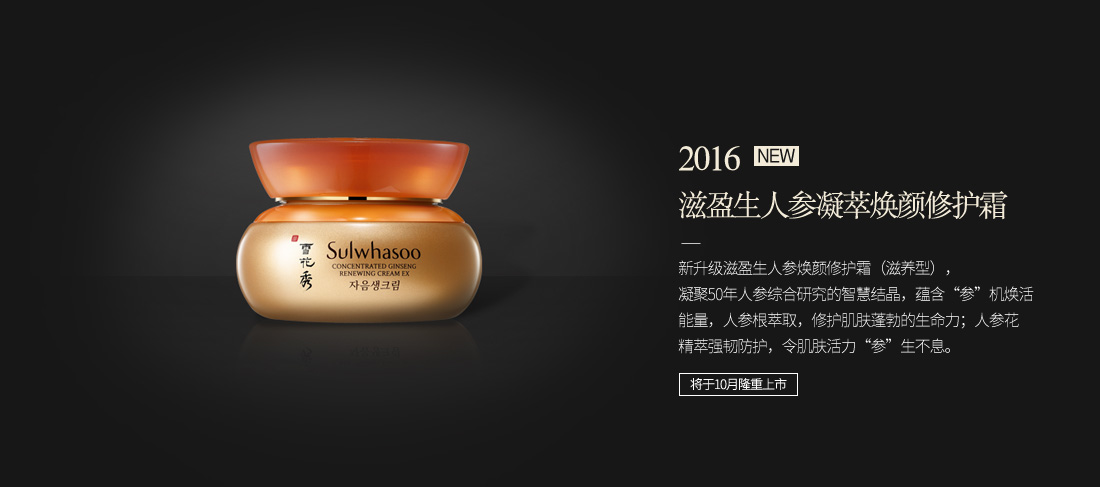 雪花秀
Sulwhasoo
CONCENTRATED GINSENG
RENEWING CREAM EX
자음생크림
2016 NEW
滋盈生人参凝萃焕颜修护霜
新升级滋盈生人参焕颜修护霜（滋养型），
凝聚50年人参综合研究的智慧结晶，蕴含“参”机焕活
能量，人参根萃取，修护肌肤蓬勃的生命力；人参花
精萃强韧防护，令肌肤活力“参”生不息。
将于10月隆重上市